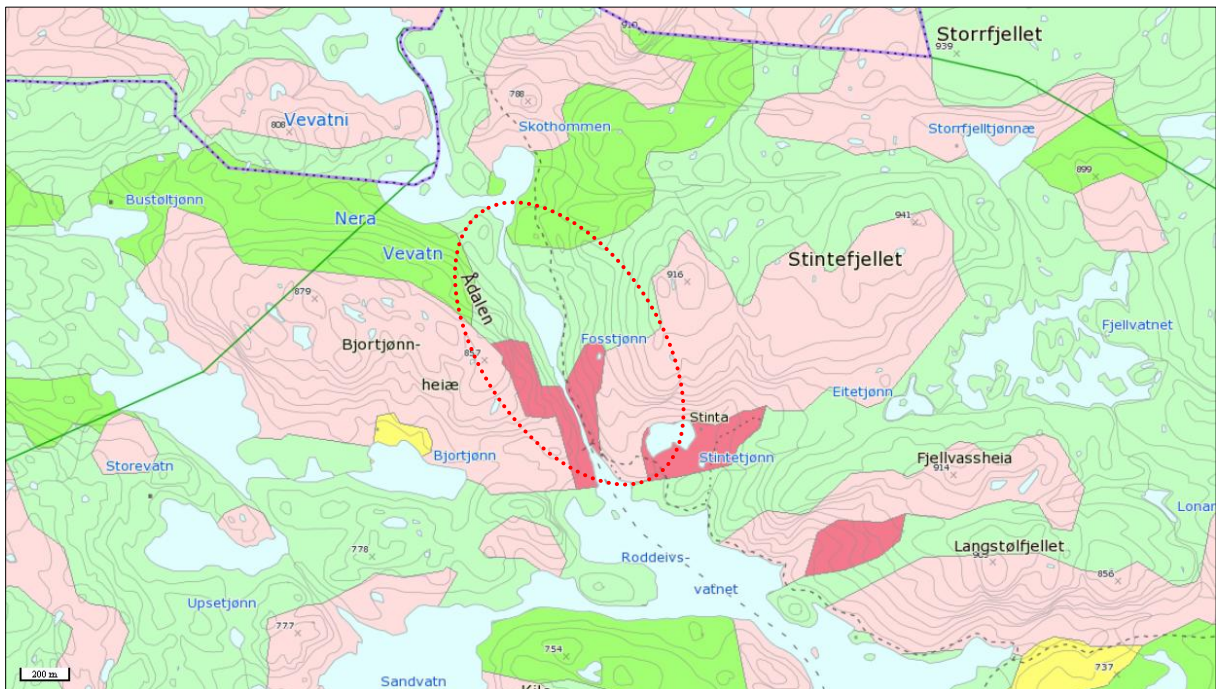 910
Storrfjellet
939
788
Vevatni
808
Skothommen
Storrfjelltjønnæ
899
Bustøltjønn
Nera
Vevatn
941
Stintefjellet
916
Ådalen
879
Fosstjønn
Fjellvatnet
Bjortjønn-
heiæ
857
Eitetjønn
Stinta
Storevatn
Bjortjønn
Stintetjønn
Fjellvassheia
914
Lonar
778
Roddeivs-
vatnet
Langstølfjellet
856
Upsetjønn
777
754
737
Sandvatn
200 m